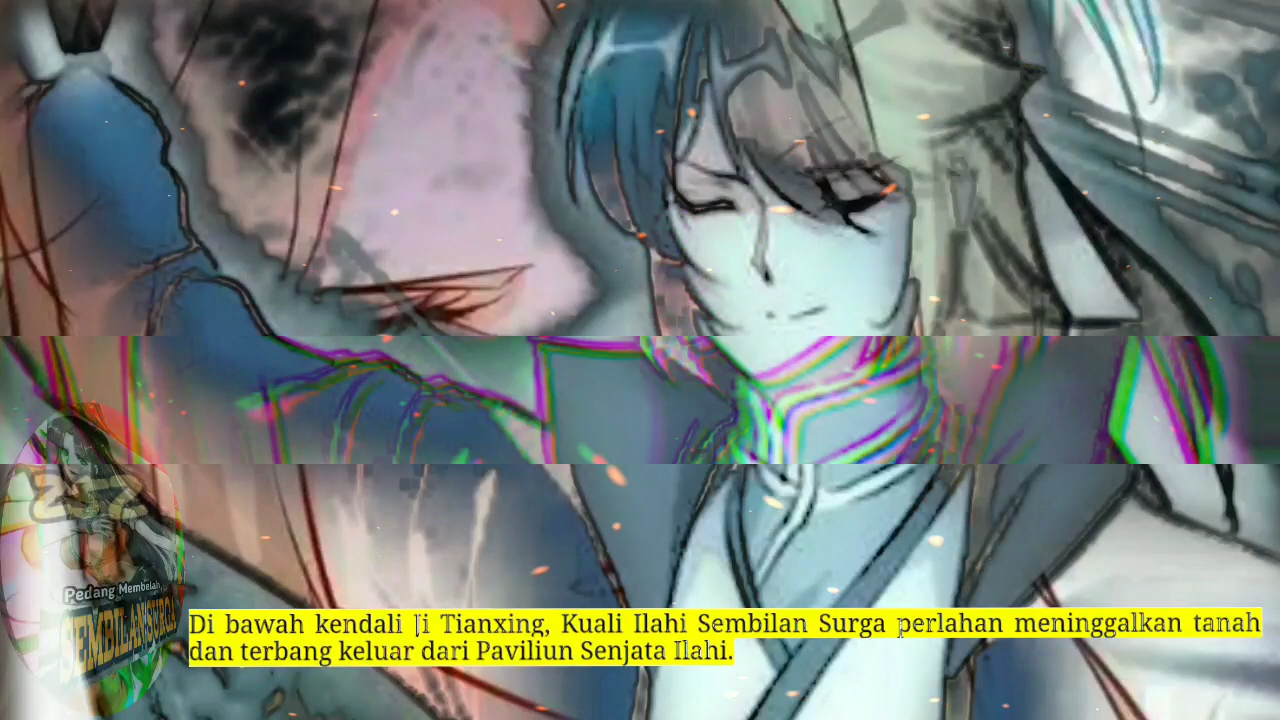 ZSZ
Pedang Membelah
SEMBILAN SURGA
Di bawah kendali Ji Tianxing, Kuali Ilahi Sembilan Surga perlahan meninggalkan tanah
dan terbang keluar dari Paviliun Senjata Ilahi.